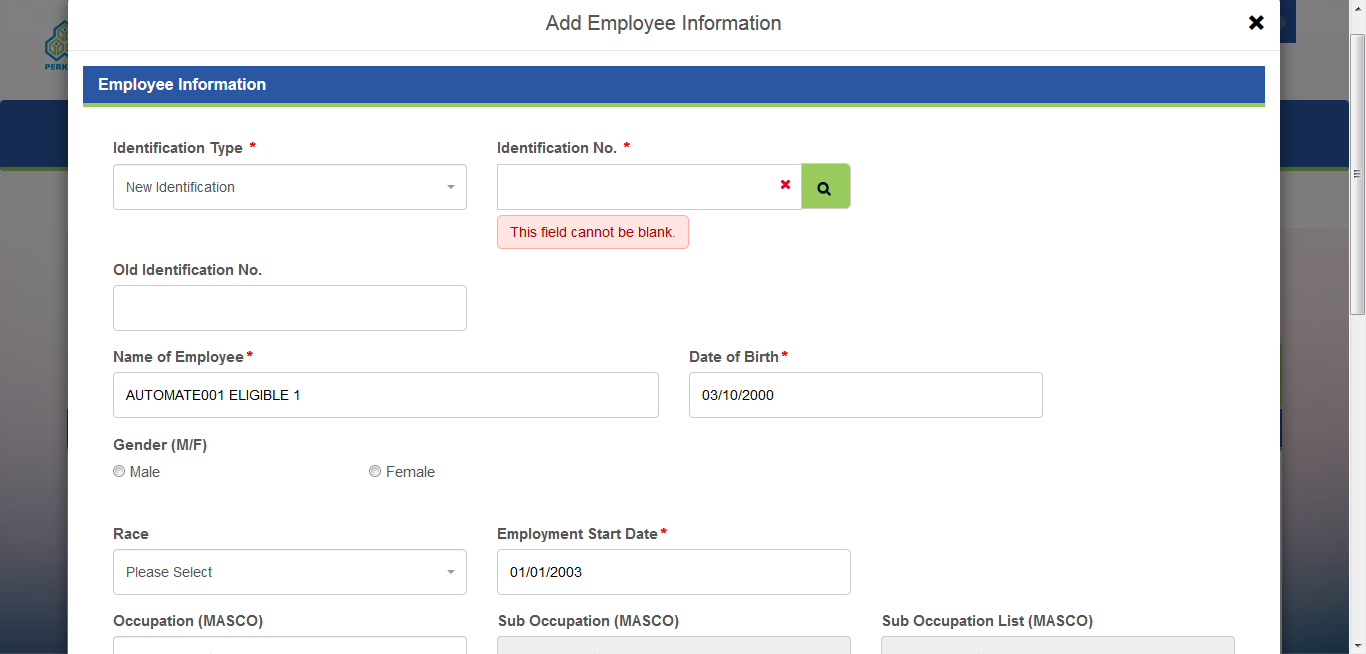 Add Employee Information
PERK
Employee Information
Identification Type *
Identification No. *
New Identification
This field cannot be blank.
Old Identification No.
Name of Employee *
Date of Birth *
AUTOMATE001 ELIGIBLE 1
03/10/2000
Gender (M/F)
Male
Female
Race
Employment Start Date *
Please Select
01/01/2003
Occupation (MASCO)
Sub Occupation (MASCO)
Sub Occupation List (MASCO)